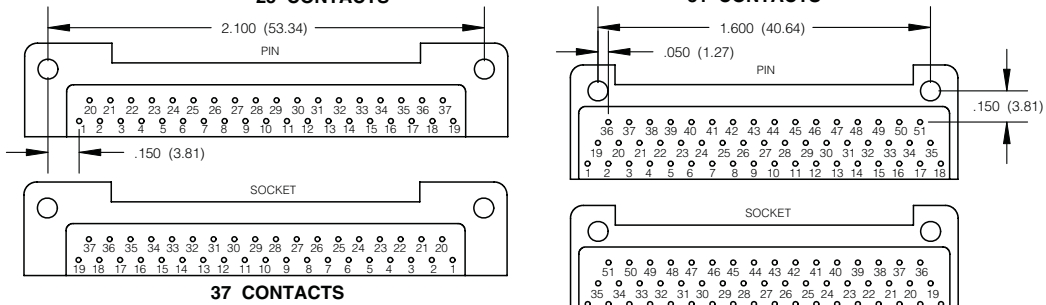 2.100 (53.34)
PIN
20 21 22 23 24 25 26 27 28 29 30 31 32 33 34 35 36 37
1 2 3 4 5 6 7 8 9 10 11 12 13 14 15 16 17 18 19
.150 (3.81)
SOCKET
37 36 35 34 33 32 31 30 29 28 27 26 25 24 23 22 21 20
19 18 17 16 15 14 13 12 11 10 9 8 7 6 5 4 3 2 1
37 CONTACTS
1.600 (40.64)
.050 (1.27)
PIN
.150 (3.81)
36 37 38 39 40 41 42 43 44 45 46 47 48 49 50 51
19 20 21 22 23 24 25 26 27 28 29 30 31 32 33 34 35
1 2 3 4 5 6 7 8 9 10 11 12 13 14 15 16 17 18
SOCKET
51 50 49 48 47 46 45 44 43 42 41 40 39 38 37 36
35 34 33 32 31 30 29 28 27 26 25 24 23 22 21 20 19